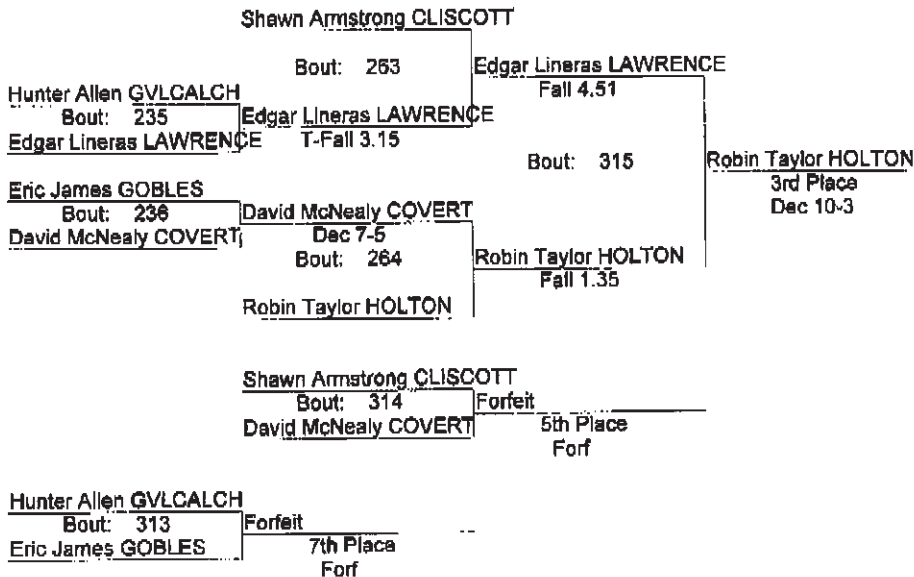 Shawn Armstrong CLISCOTT
Bout: 263
Edgar Lineras LAWRENCE
Fall 4.51
Hunter Allen GVLCALCH
Bout: 235
Edgar Lineras LAWRENCE
Edgar Lineras LAWRENCE
T-Fall 3.15
Bout: 315
Robin Taylor HOLTON
3rd Place
Dec 10-3
Eric James GOBLES
Bout: 236
David McNealy COVERT
David McNealy COVERT
Dec 7-5
Bout: 264
Robin Taylor HOLTON
Fall 1.35
Robin Taylor HOLTON
Shawn Armstrong CLISCOTT
Bout: 314
David McNealy COVERT
Forfeit
5th Place
Forf
Hunter Allen GVLCALCH
Bout: 313
Eric James GOBLES
Forfeit
7th Place
Forf